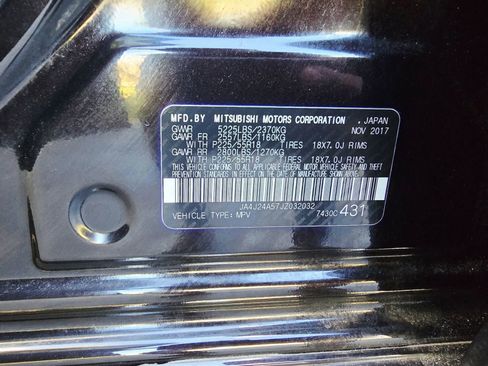 MFD.BY MITSUBISHI MOTORS CORPORATION . JAPAN
GVWR 5225LBS/2370KG NOV 2017
GAWR FR 2557LBS/1160KG
WITH P225/55R18 TIRES 18X7.0J RIMS
GAWR RR 2800LBS/1270KG
WITH P225/55R18 TIRES 18X7.0J RIMS
THIS VEHICLE CONFORMS TO ALL APPLICABLE FEDERAL MOTOR VEHICLE SAFETY, BUMPER, AND THEFT
PREVENTION STANDARDS IN EFFECT ON THE DATE OF MANUFACTURE SHOWN ABOVE.
JA4J24A57JZ032032
VEHICLE TYPE: MPV 7430C 431